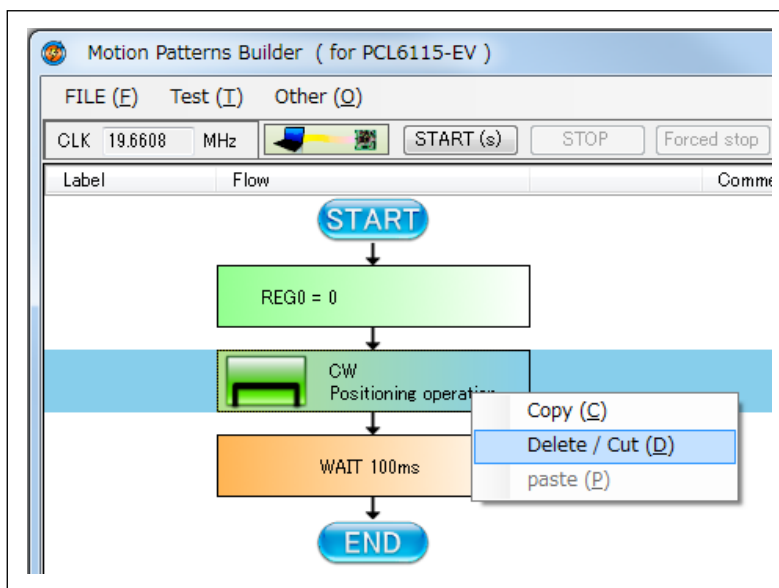 Motion Patterns Builder ( for PCL6115-EV )
FILE (F) Test (T) Other (O)
CLK 19.6608 MHz START (s) STOP Forced stop
Label Flow Comme
START
REG0 = 0
CW
Positioning operation
Copy (C)
Delete / Cut (D)
WAIT 100ms
paste (P)
END